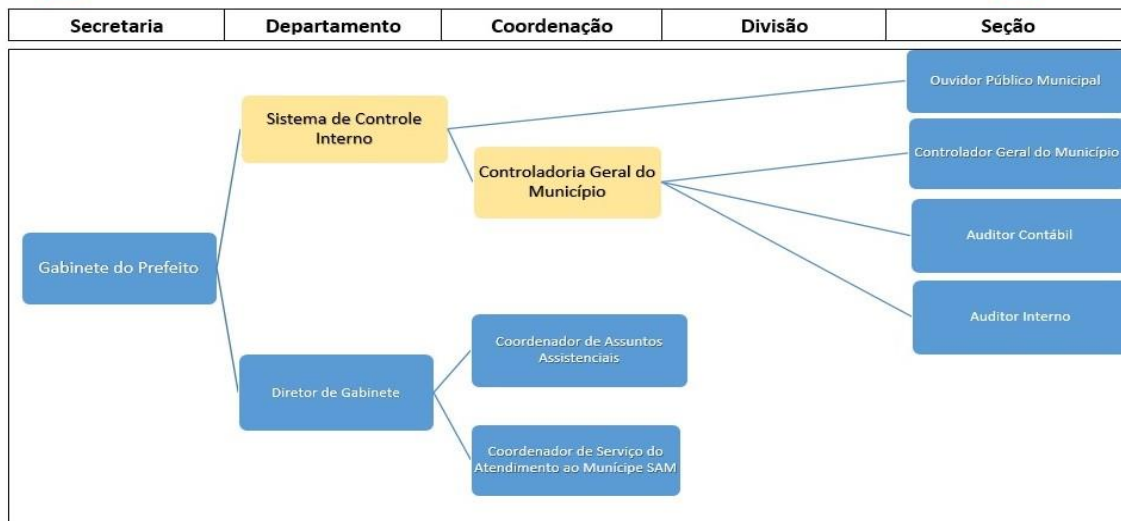 Secretaria
Departamento
Coordenação
Divisão
Seção
Ouvidor Público Municipal
Sistema de Controle
Interno
Controladoria Geral do
Município
Controlador Geral do Município
Auditor Contábil
Gabinete do Prefeito
Auditor Interno
Coordenador de Assuntos
Assistenciais
Diretor de Gabinete
Coordenador de Serviço do
Atendimento ao Munícipe SAM